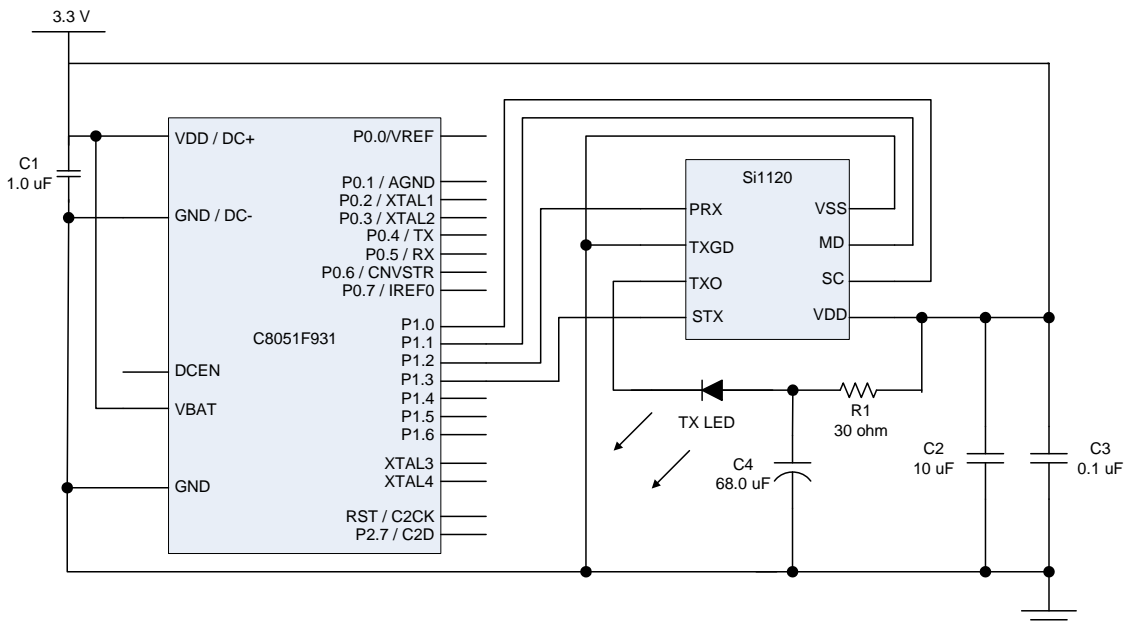 3.3 V
C1
1.0 uF
VDD / DC+
GND / DC-
DCEN
VBAT
GND
C8051F931
P0.0/VREF
P0.1 / AGND
P0.2 / XTAL1
P0.3 / XTAL2
P0.4 / TX
P0.5 / RX
P0.6 / CNVSTR
P0.7 / IREF0
P1.0
P1.1
P1.2
P1.3
P1.4
P1.5
P1.6
XTAL3
XTAL4
RST / C2CK
P2.7 / C2D
Si1120
PRX
TXGD
TXO
STX
VSS
MD
SC
VDD
TX LED
R1
30 ohm
C4
68.0 uF
C2
10 uF
C3
0.1 uF